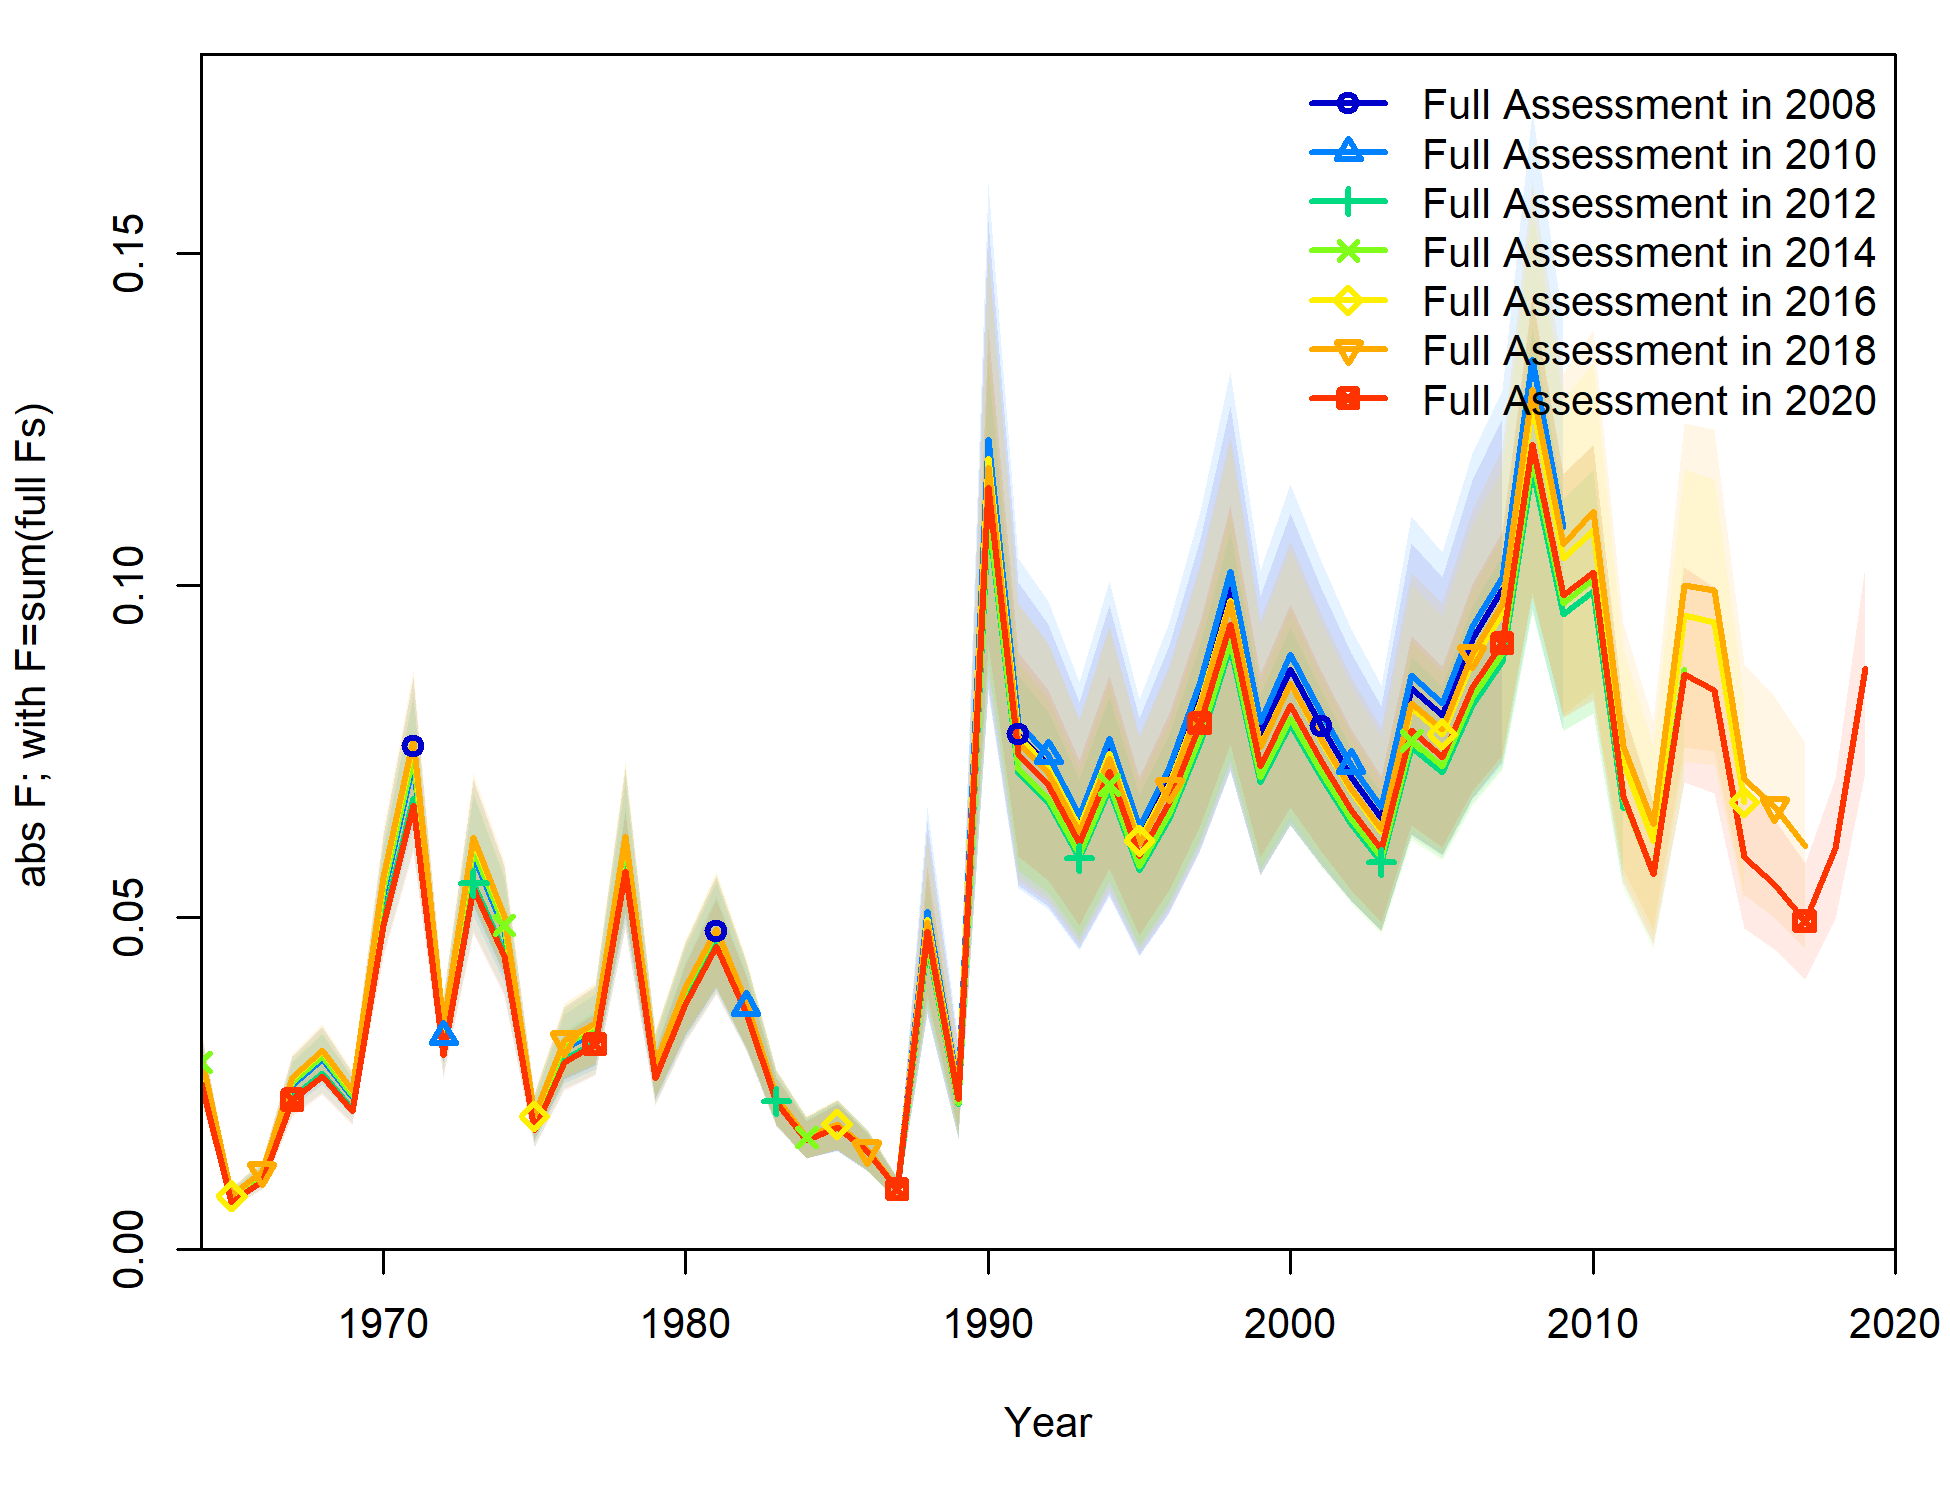 Full Assessment in 2008
Full Assessment in 2010
Full Assessment in 2012
Full Assessment in 2014
Full Assessment in 2016
Full Assessment in 2018
Full Assessment in 2020
abs F; with F=sum(full Fs)
0.15
0.10
0.05
0.00
1970 1980 1990 2000 2010 2020
Year